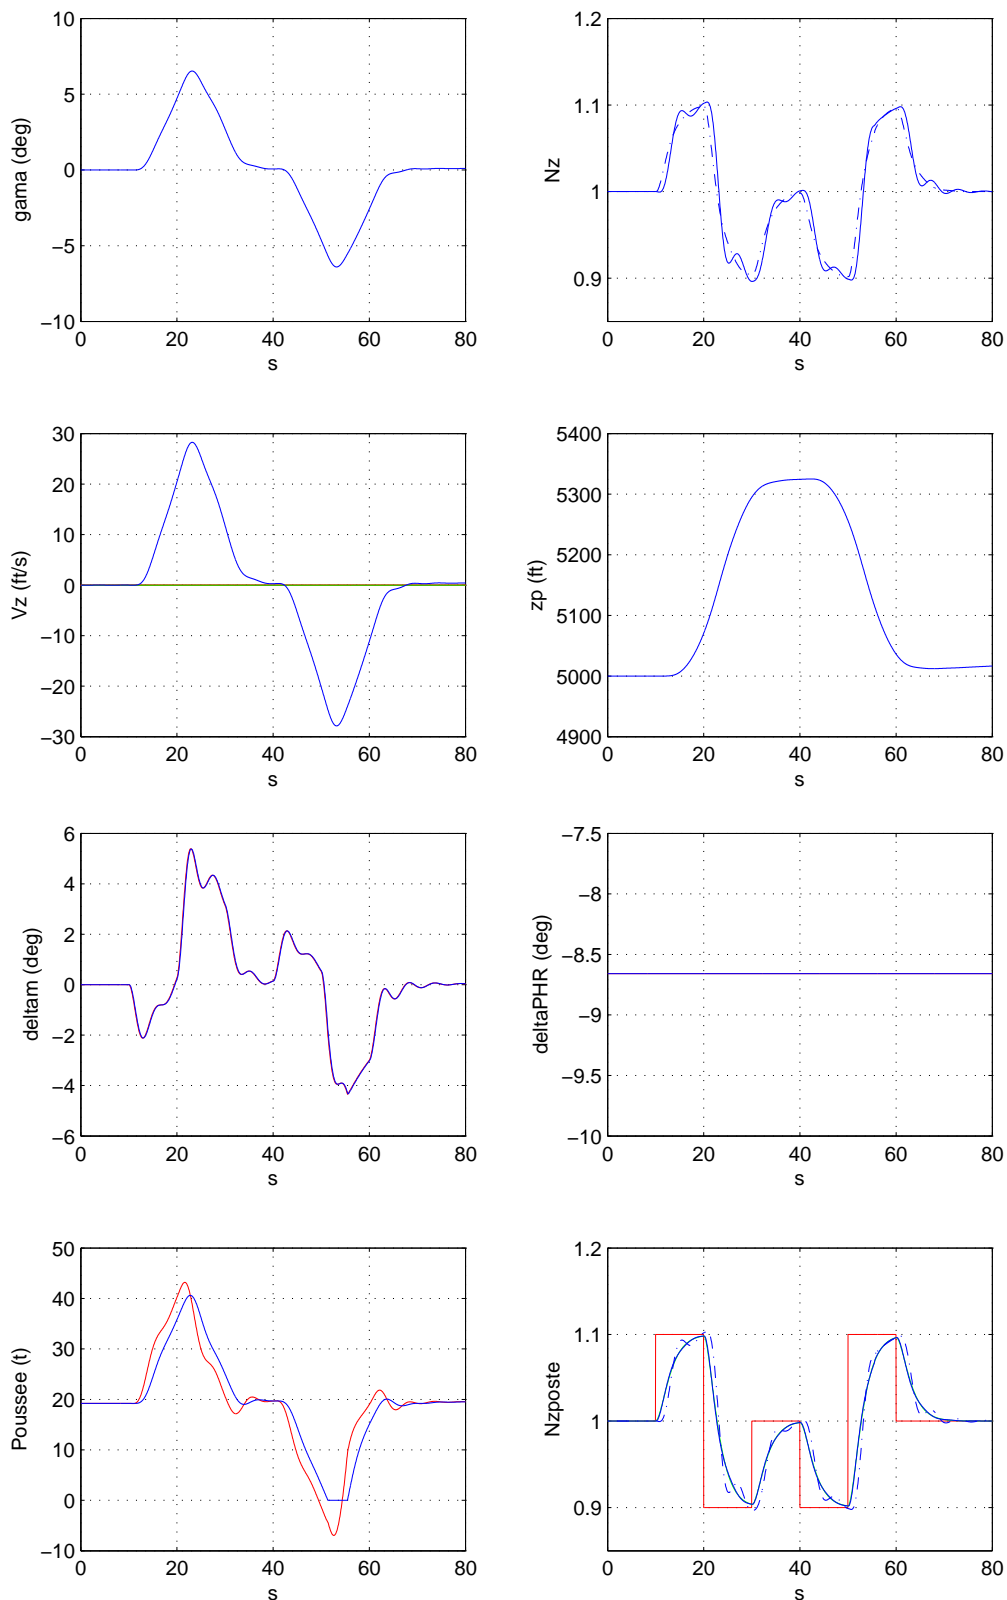 10
5
0
−5
−10
gama (deg)
0 20 40 60 80
s
1.2
1.1
1
0.9
Nz
0 20 40 60 80
s
30
20
10
0
−10
−20
−30
Vz (ft/s)
0 20 40 60 80
s
5400
5300
5200
5100
5000
4900
zp (ft)
0 20 40 60 80
s
6
4
2
0
−2
−4
−6
deltam (deg)
0 20 40 60 80
s
−7.5
−8
−8.5
−9
−9.5
−10
deltaPHR (deg)
0 20 40 60 80
s
50
40
30
20
10
0
−10
Poussee (t)
0 20 40 60 80
s
1.2
1.1
1
0.9
Nzposte
0 20 40 60 80
s